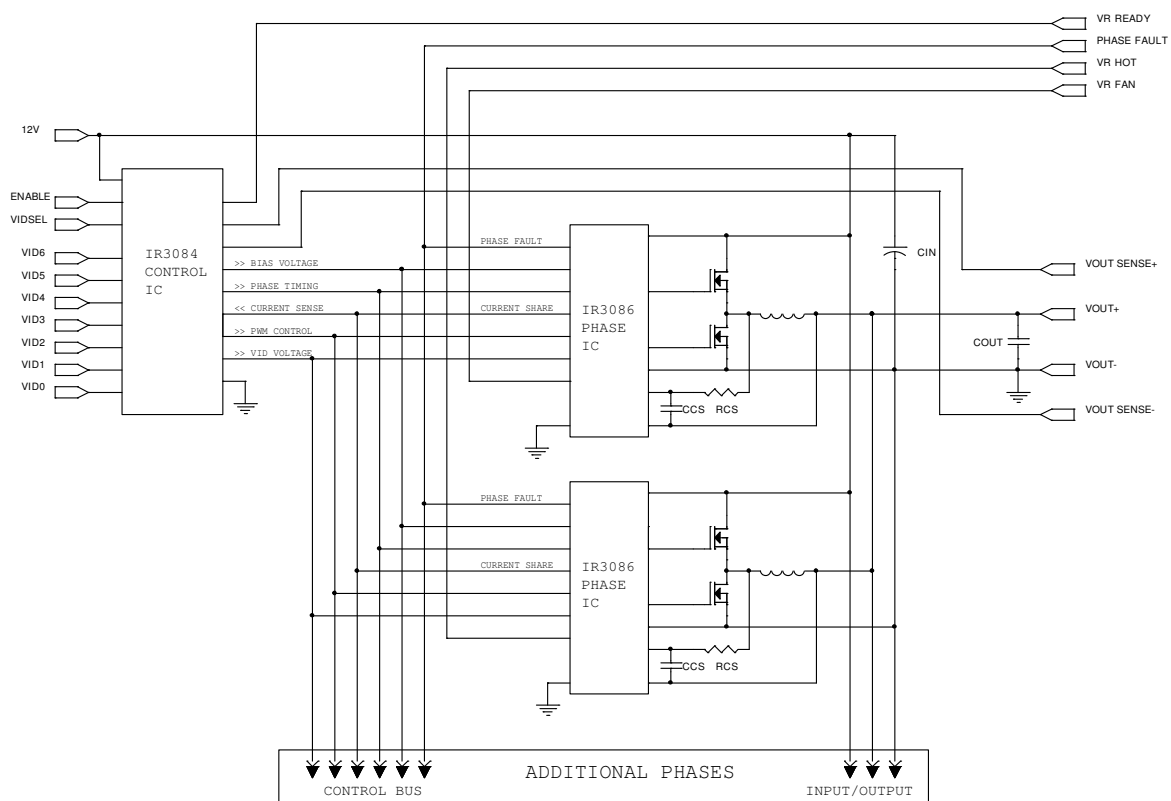 VR READY
PHASE FAULT
VR HOT
VR FAN
12V
ENABLE
VIDSEL
VID6
VID5
VID4
VID3
VID2
VID1
VID0
IR3084
CONTROL
IC
>> BIAS VOLTAGE
>> PHASE TIMING
<< CURRENT SENSE
>> PWM CONTROL
>> VID VOLTAGE
PHASE FAULT
CURRENT SHARE
IR3086
PHASE
IC
CCS
RCS
CIN
COUT
VOUT SENSE+
VOUT+
VOUT-
VOUT SENSE-
PHASE FAULT
CURRENT SHARE
IR3086
PHASE
IC
CCS
RCS
ADDITIONAL PHASES
CONTROL BUS
INPUT/OUTPUT